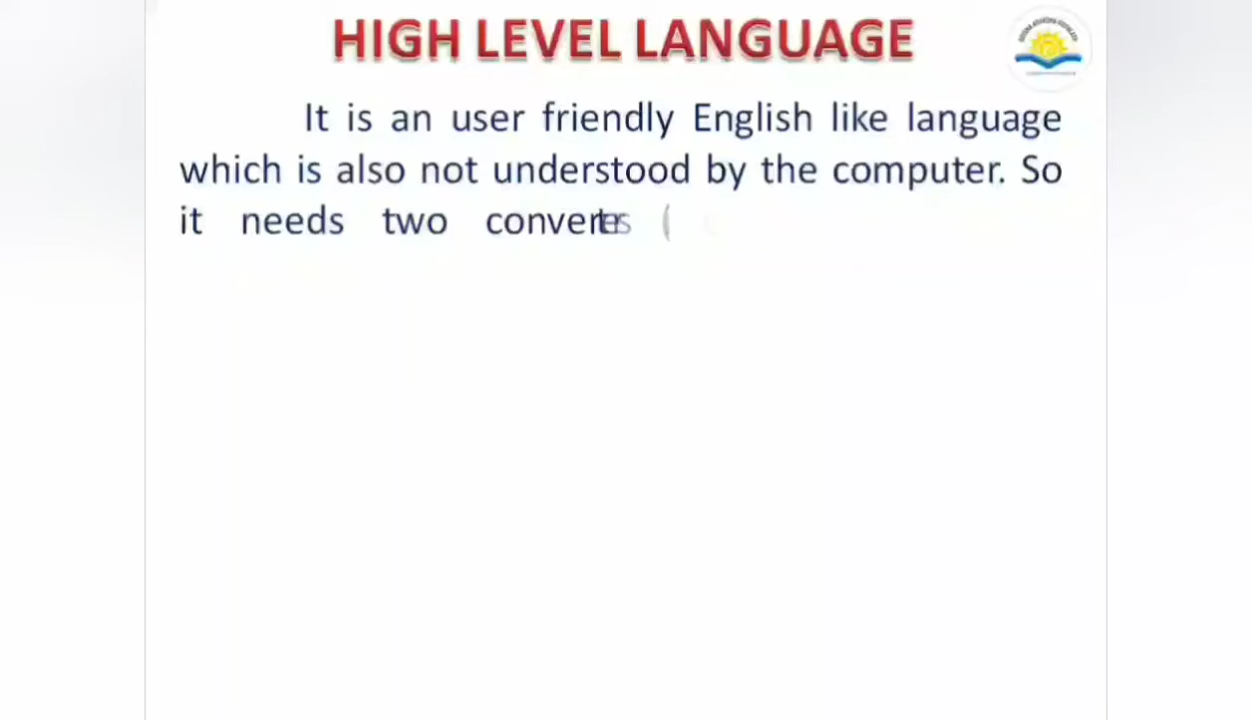 HIGH LEVEL LANGUAGE
It is an user friendly English like language
which is also not understood by the computer. So
it needs two converters (